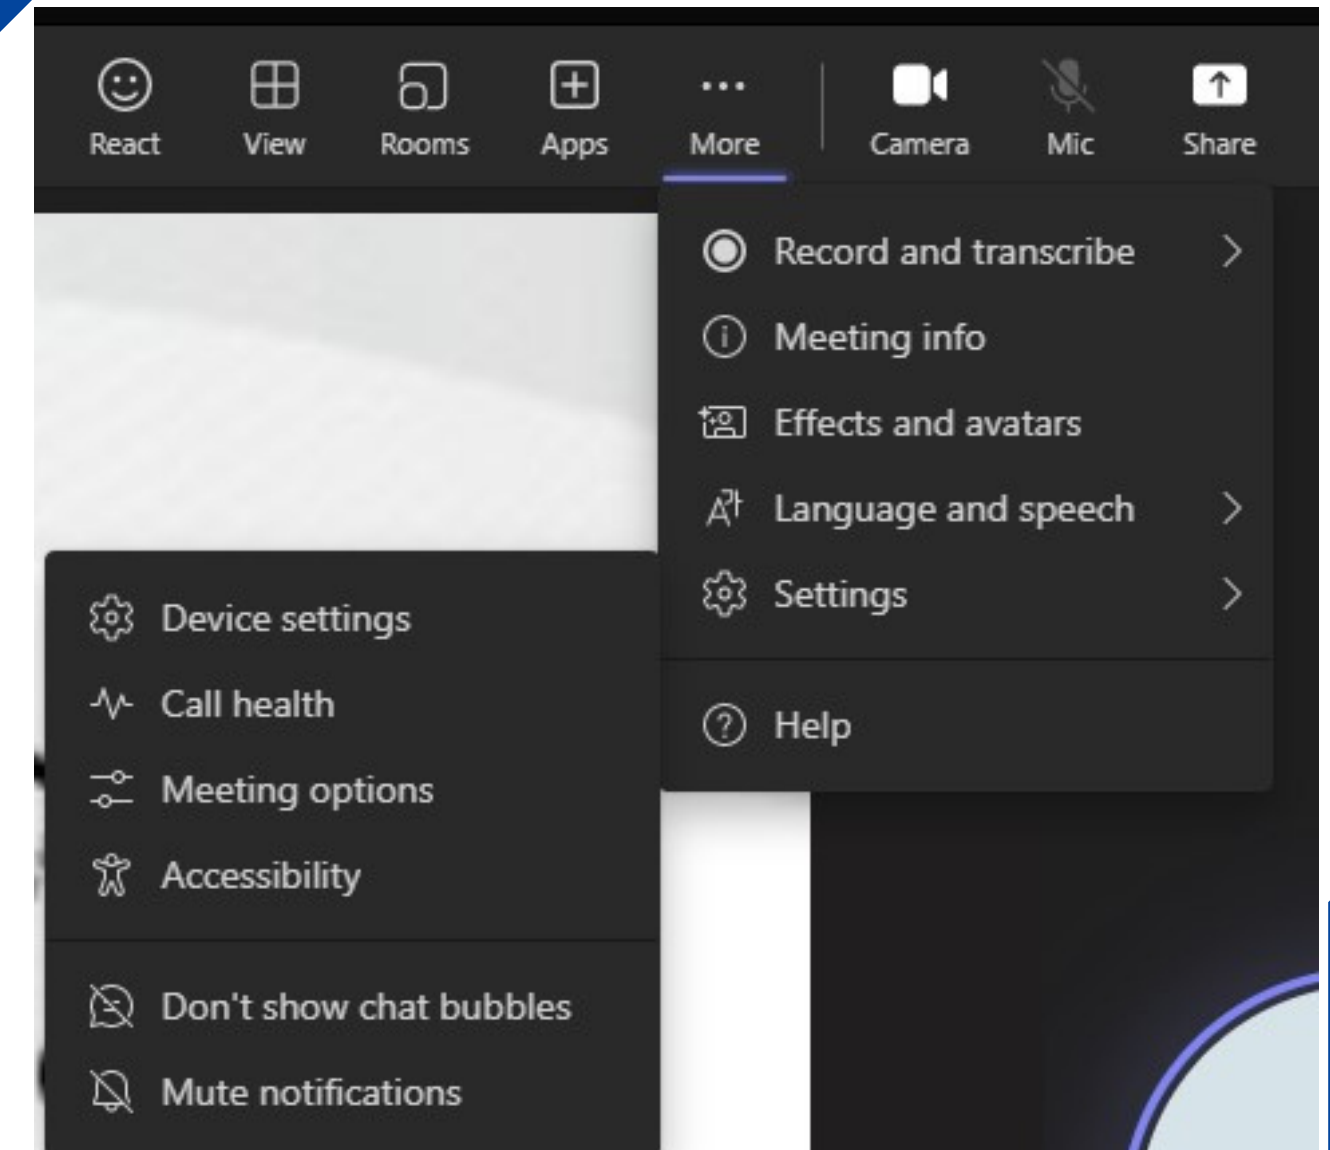 React
View
Rooms
Apps
More
Camera
Mic
Share
Record and transcribe
Meeting info
Effects and avatars
Language and speech
Settings
Help
Device settings
Call health
Meeting options
Accessibility
Don't show chat bubbles
Mute notifications